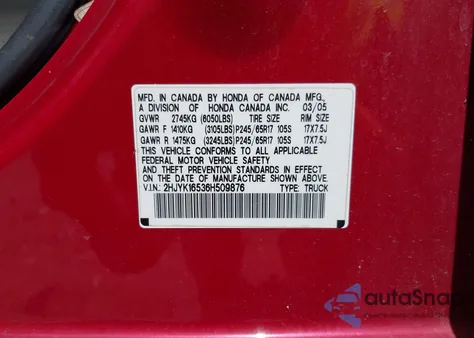 MFD. IN CANADA BY HONDA OF CANADA MFG.
A DIVISION OF HONDA CANADA INC. 03/05
GVWR 2745KG (6050LBS) TIRE SIZE RIM SIZE
GAWR F 1410KG (3105LBS) P245/65R17 105S 17X7.5J
GAWR R 1475KG (3245LBS) P245/65R17 105S 17X7.5J
THIS VEHICLE CONFORMS TO ALL APPLICABLE
FEDERAL MOTOR VEHICLE SAFETY
AND THEFT PREVENTION STANDARDS IN EFFECT
ON THE DATE OF MANUFACTURE SHOWN ABOVE.
V.I.N.: 2HJYK16536H509876 TYPE: TRUCK
autoSnap